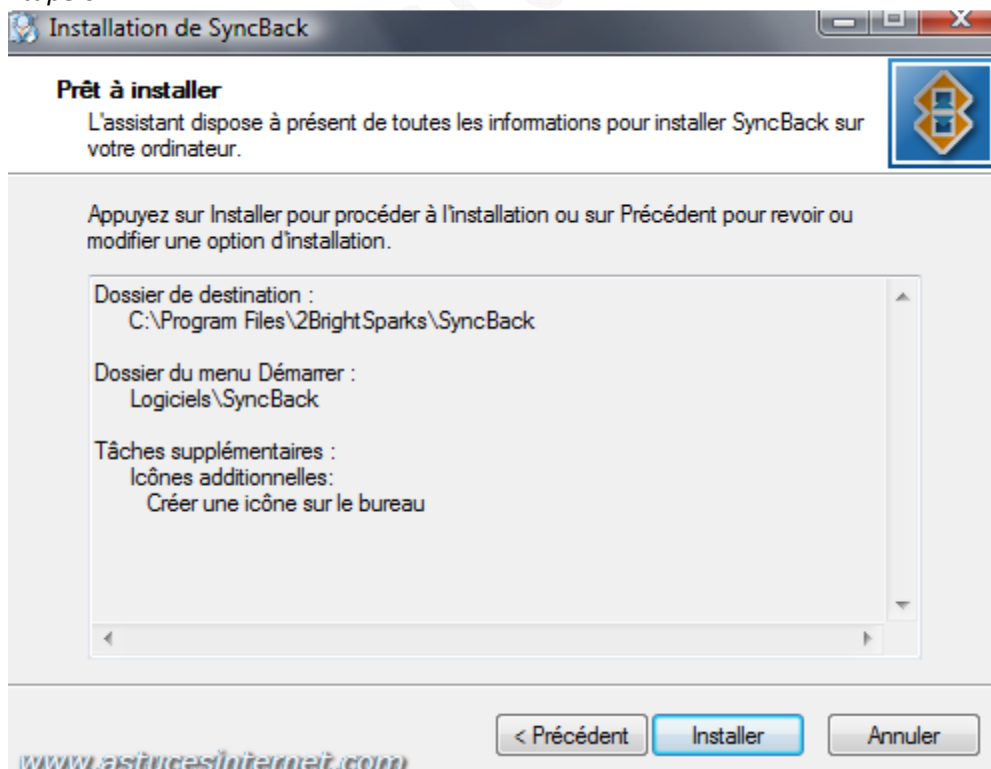 Installation de SyncBack
Prêt à installer
L'assistant dispose à présent de toutes les informations pour installer SyncBack sur
votre ordinateur.
Appuyez sur Installer pour procéder à l'installation ou sur Précédent pour revoir ou
modifier une option d'installation.
Dossier de destination :
C:\Program Files\2BrightSparks\SyncBack
Dossier du menu Démarrer :
Logiciels\SyncBack
Tâches supplémentaires :
Icônes additionnelles:
Créer une icône sur le bureau
< Précédent Installer Annuler
www.astucesinternet.com